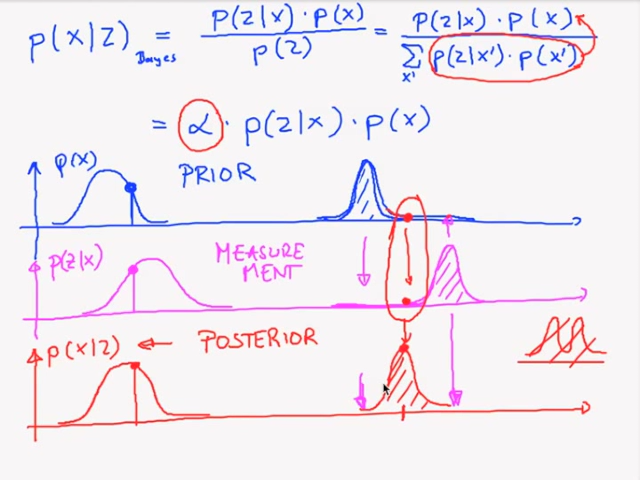 p(x|z) = p(z|x) · p(x) / p(z) = p(z|x) · p(x) / Σ p(z|x') · p(x')
Bayes
x'
= α · p(z|x) · p(x)
p(x) PRIOR
p(z|x) MEASURE
MENT
p(x|z) ← POSTERIOR